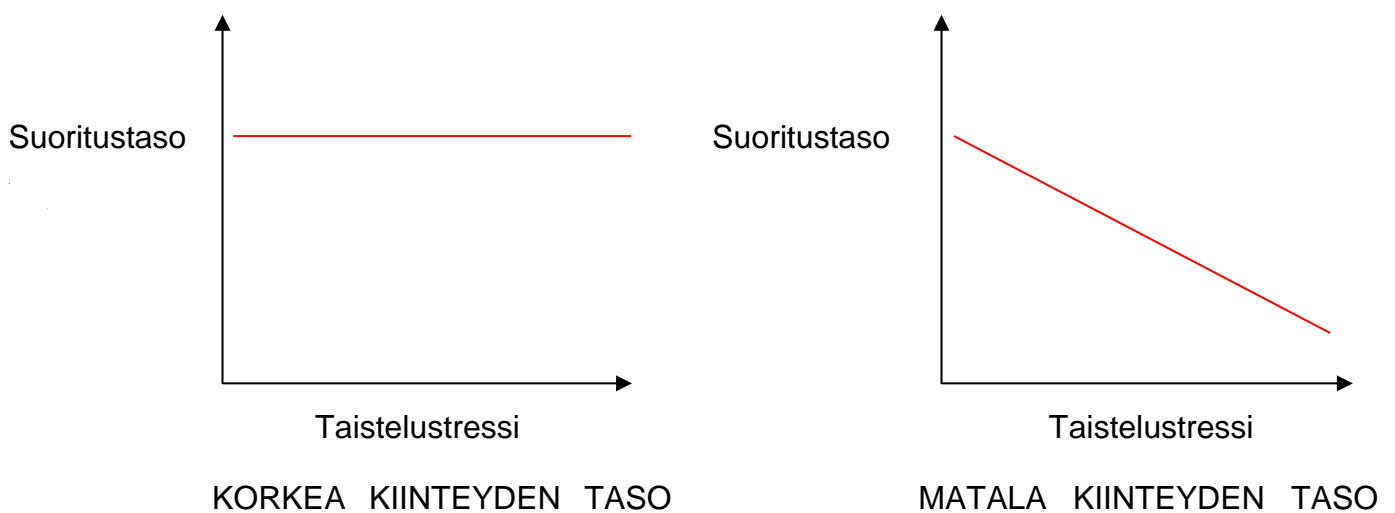 Suoritustaso
Suoritustaso
Taistelustressi
Taistelustressi
KORKEA KIINTEYDEN TASO
MATALA KIINTEYDEN TASO